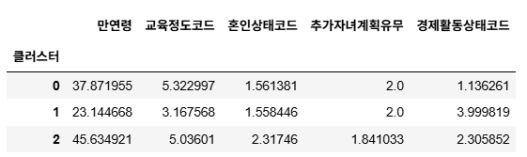 만연령 교육정도코드 혼인상태코드 추가자녀계획유무 경제활동상태코드
클러스터
0 37.871955 5.322997 1.561381 2.0 1.136261
1 23.144668 3.167568 1.558446 2.0 3.999819
2 45.634921 5.03601 2.31746 1.841033 2.305852